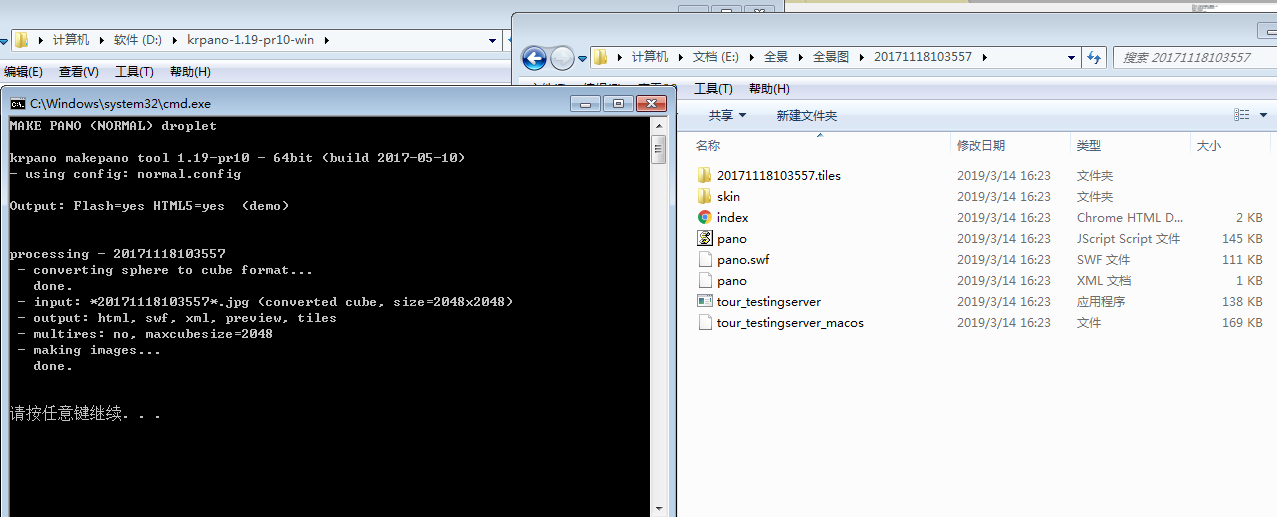 计算机 软件 (D:) krpano-1.19-pr10-win
编辑(E) 查看(V) 工具(T) 帮助(H)
C:\Windows\system32\cmd.exe
MAKE PANO (NORMAL) droplet
krpano makepano tool 1.19-pr10 - 64bit (build 2017-05-10)
- using config: normal.config
Output: Flash=yes HTML5=yes (demo)
processing - 20171118103557
- converting sphere to cube format...
done.
- input: *20171118103557*.jpg (converted cube, size=2048x2048)
- output: html, swf, xml, preview, tiles
- multires: no, maxcubesize=2048
- making images...
done.
请按任意键继续. . .
计算机 文档 (E:) 全景 全景图 20171118103557
搜索 20171118103557
工具(T) 帮助(H)
共享 新建文件夹
名称 修改日期 类型 大小
20171118103557.tiles 2019/3/14 16:23 文件夹
skin 2019/3/14 16:23 文件夹
index 2019/3/14 16:23 Chrome HTML D... 2 KB
pano 2019/3/14 16:23 JScript Script 文件 145 KB
pano.swf 2019/3/14 16:23 SWF 文件 111 KB
pano 2019/3/14 16:23 XML 文档 1 KB
tour_testingserver 2019/3/14 16:23 应用程序 138 KB
tour_testingserver_macos 2019/3/14 16:23 文件 169 KB